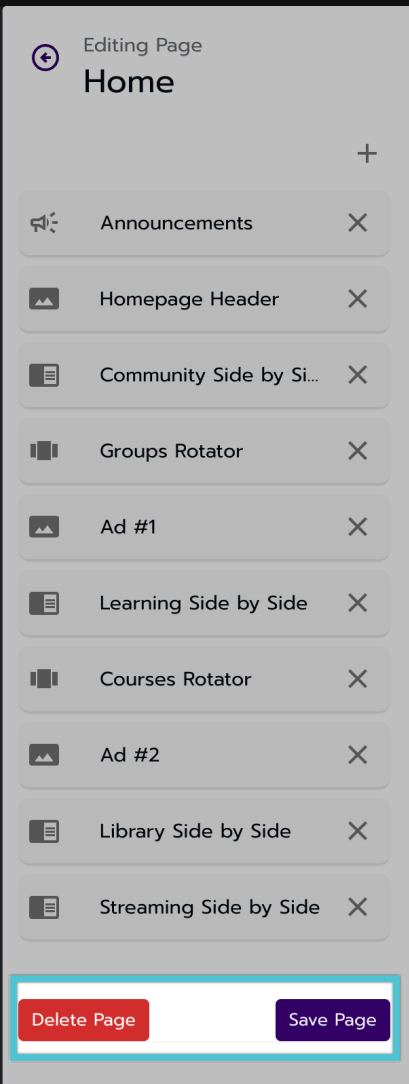 Editing Page
Home
Announcements
Homepage Header
Community Side by Si...
Groups Rotator
Ad #1
Learning Side by Side
Courses Rotator
Ad #2
Library Side by Side
Streaming Side by Side
Delete Page
Save Page